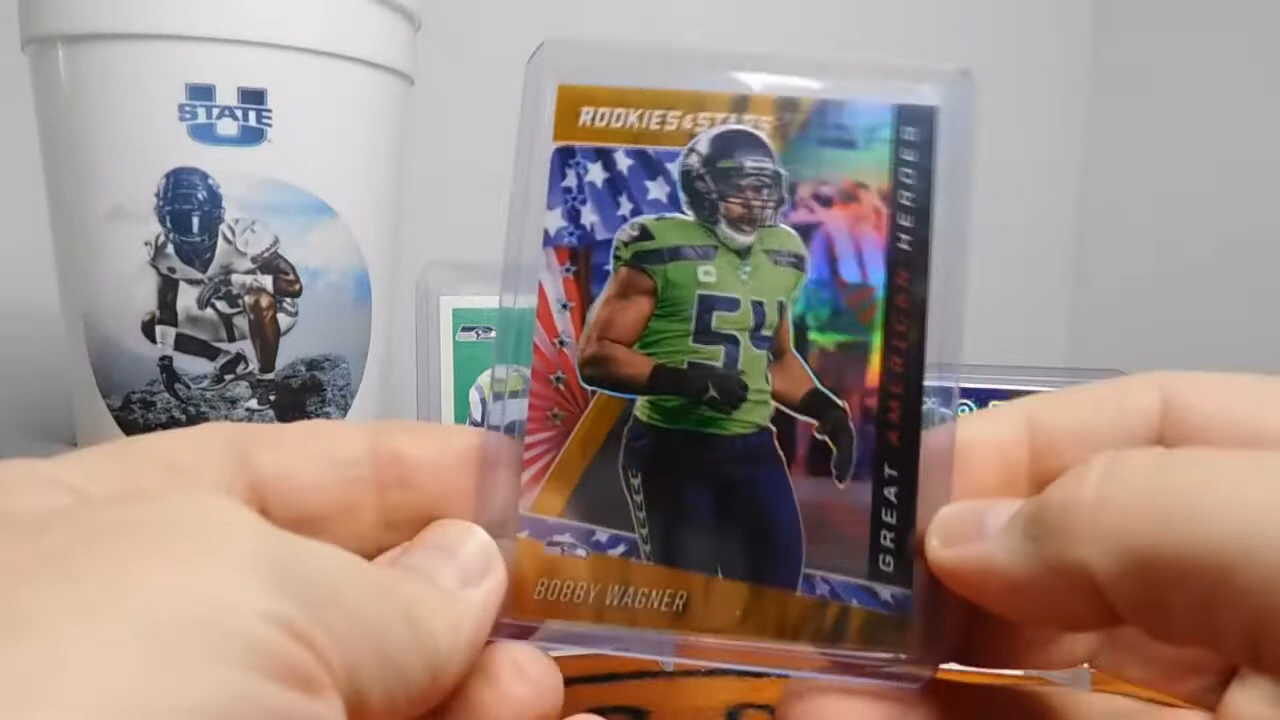 STATE
U
ROOKIES & STARS
GREAT AMERICAN HEROES
C
54
BOBBY WAGNER